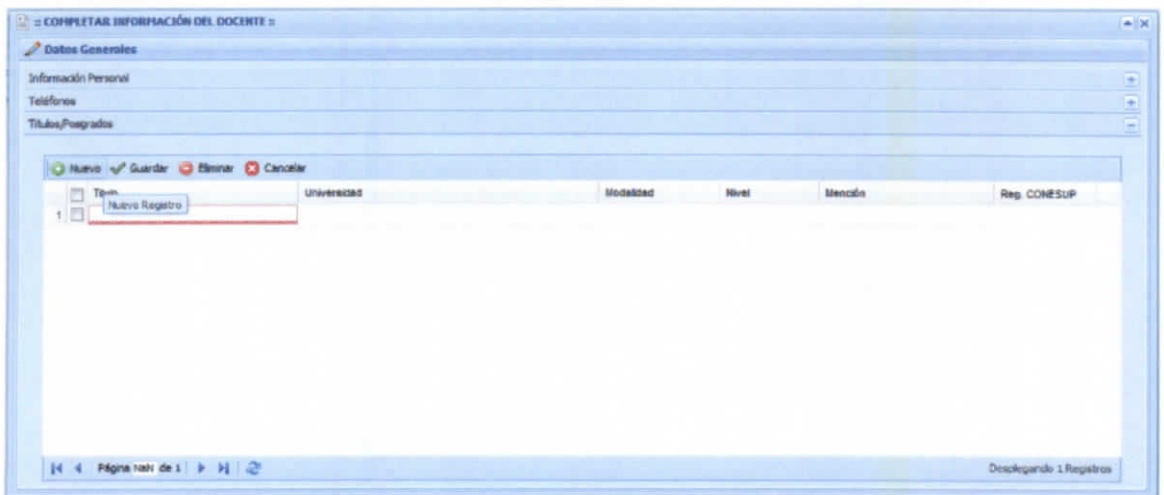 :: COMPLETAR INFORMACIÓN DEL DOCENTE ::
Datos Generales
Información Personal
Teléfonos
Títulos/Posgrados
Nuevo Guardar Eliminar Cancelar
Universidad Modalidad Nivel Mención Reg. CONESUP
Nuevo Registro
1
Página NaN de 1 Desplegando 1 Registros